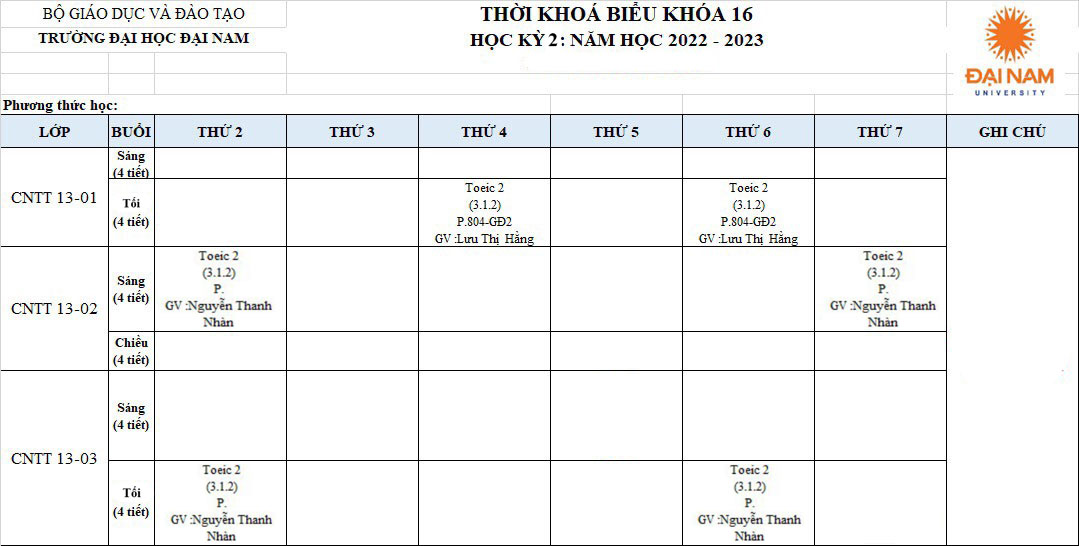 BỘ GIÁO DỤC VÀ ĐÀO TẠO
TRƯỜNG ĐẠI HỌC ĐẠI NAM
THỜI KHOÁ BIỂU KHÓA 16
HỌC KỲ 2: NĂM HỌC 2022 - 2023
ĐẠI NAM
UNIVERSITY
Phương thức học:
LỚP BUỔI THỨ 2 THỨ 3 THỨ 4 THỨ 5 THỨ 6 THỨ 7 GHI CHÚ
CNTT 13-01
Sáng
(4 tiết)
Tối
(4 tiết)
Toeic 2
(3.1.2)
P.804-GĐ2
GV :Lưu Thị Hằng
Toeic 2
(3.1.2)
P.804-GĐ2
GV :Lưu Thị Hằng
CNTT 13-02
Sáng
(4 tiết)
Toeic 2
(3.1.2)
P.
GV :Nguyễn Thanh
Nhàn
Toeic 2
(3.1.2)
P.
GV :Nguyễn Thanh
Nhàn
Chiều
(4 tiết)
CNTT 13-03
Sáng
(4 tiết)
Tối
(4 tiết)
Toeic 2
(3.1.2)
P.
GV :Nguyễn Thanh
Nhàn
Toeic 2
(3.1.2)
P.
GV :Nguyễn Thanh
Nhàn